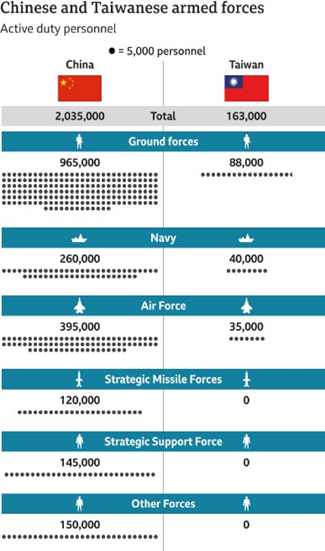 Chinese and Taiwanese armed forces
Active duty personnel
= 5,000 personnel
China Taiwan
2,035,000 Total 163,000
Ground forces
965,000 88,000
Navy
260,000 40,000
Air Force
395,000 35,000
Strategic Missile Forces
120,000 0
Strategic Support Force
145,000 0
Other Forces
150,000 0